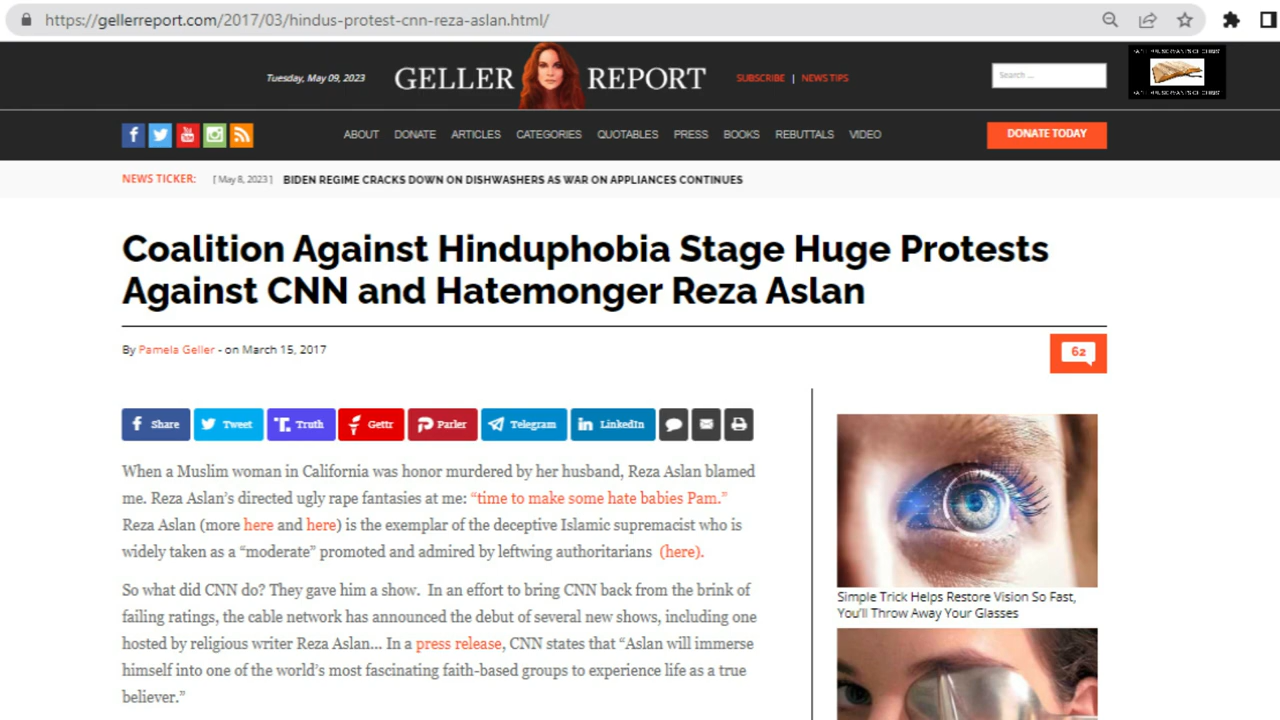 https://gellerreport.com/2017/03/hindus-protest-cnn-reza-aslan.html/
Tuesday, May 09, 2023
GELLER REPORT
SUBSCRIBE | NEWS TIPS
Search ...
ABOUT DONATE ARTICLES CATEGORIES QUOTABLES PRESS BOOKS REBUTTALS VIDEO
DONATE TODAY
NEWS TICKER: [ May 8, 2023 ] BIDEN REGIME CRACKS DOWN ON DISHWASHERS AS WAR ON APPLIANCES CONTINUES
Coalition Against Hinduphobia Stage Huge Protests
Against CNN and Hatemonger Reza Aslan
By Pamela Geller - on March 15, 2017
62
Share Tweet Truth Gettr Parler Telegram LinkedIn
When a Muslim woman in California was honor murdered by her husband, Reza Aslan blamed
me. Reza Aslan’s directed ugly rape fantasies at me: “time to make some hate babies Pam.”
Reza Aslan (more here and here) is the exemplar of the deceptive Islamic supremacist who is
widely taken as a “moderate” promoted and admired by leftwing authoritarians (here).
So what did CNN do? They gave him a show. In an effort to bring CNN back from the brink of
failing ratings, the cable network has announced the debut of several new shows, including one
hosted by religious writer Reza Aslan... In a press release, CNN states that “Aslan will immerse
himself into one of the world’s most fascinating faith-based groups to experience life as a true
believer.”
Simple Trick Helps Restore Vision So Fast,
You'll Throw Away Your Glasses